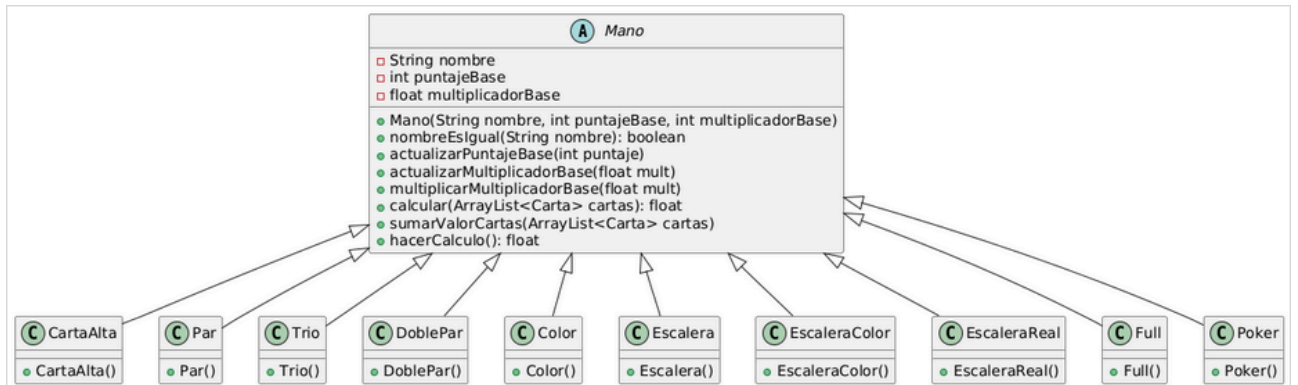 A Mano
String nombre
int puntajeBase
float multiplicadorBase
Mano(String nombre, int puntajeBase, int multiplicadorBase)
nombreEsIgual(String nombre): boolean
actualizarPuntajeBase(int puntaje)
actualizarMultiplicadorBase(float mult)
multiplicarMultiplicadorBase(float mult)
calcular(ArrayList<Carta> cartas): float
sumarValorCartas(ArrayList<Carta> cartas)
hacerCalculo(): float
C CartaAlta
CartaAlta()
C Par
Par()
C Trio
Trio()
C DoblePar
DoblePar()
C Color
Color()
C Escalera
Escalera()
C EscaleraColor
EscaleraColor()
C EscaleraReal
EscaleraReal()
C Full
Full()
C Poker
Poker()